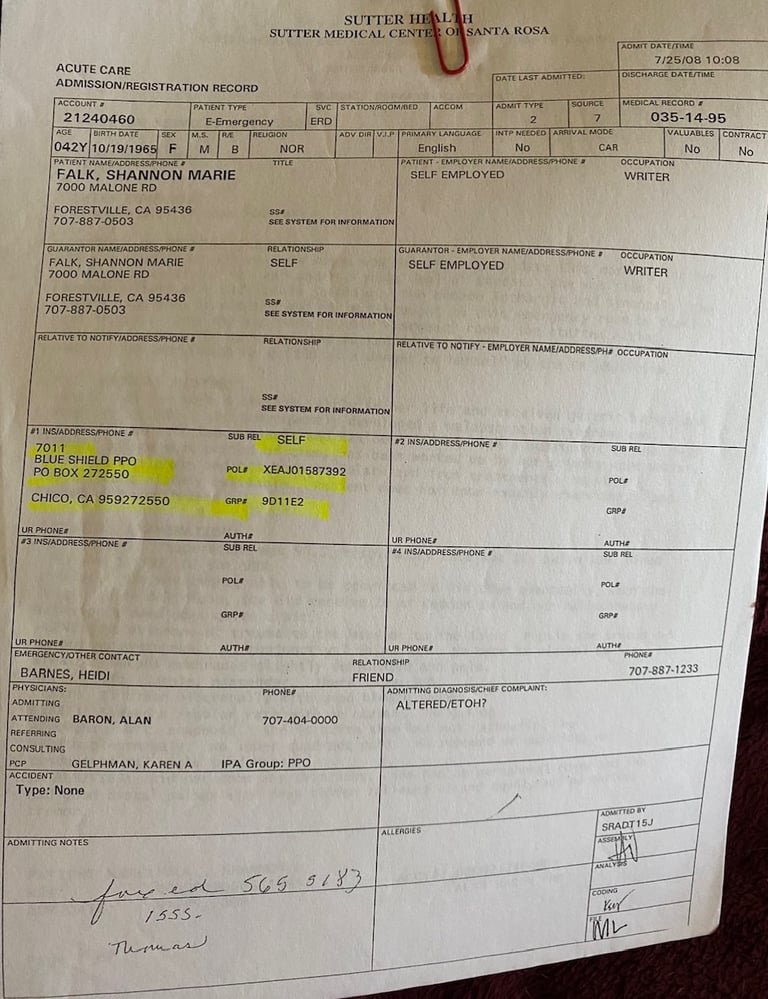 SUTTER HEALTH
SUTTER MEDICAL CENTER OF SANTA ROSA
ACUTE CARE
ADMISSION/REGISTRATION RECORD
ADMIT DATE/TIME
7/25/08 10:08
DATE LAST ADMITTED:
DISCHARGE DATE/TIME
ACCOUNT # PATIENT TYPE SVC STATION/ROOM/BED ACCOM ADMIT TYPE SOURCE MEDICAL RECORD #
21240460 E-Emergency ERD 2 7 035-14-95
AGE BIRTH DATE SEX M.S. R/E RELIGION ADV DIR V.I.P PRIMARY LANGUAGE INTP NEEDED ARRIVAL MODE VALUABLES CONTRACT
042Y 10/19/1965 F M B NOR English No CAR No No
PATIENT NAME/ADDRESS/PHONE # TITLE PATIENT - EMPLOYER NAME/ADDRESS/PHONE # OCCUPATION
FALK, SHANNON MARIE SELF EMPLOYED WRITER
7000 MALONE RD
FORESTVILLE, CA 95436 SS#
707-887-0503 SEE SYSTEM FOR INFORMATION
GUARANTOR NAME/ADDRESS/PHONE # RELATIONSHIP GUARANTOR - EMPLOYER NAME/ADDRESS/PHONE # OCCUPATION
FALK, SHANNON MARIE SELF SELF EMPLOYED WRITER
7000 MALONE RD
FORESTVILLE, CA 95436 SS#
707-887-0503 SEE SYSTEM FOR INFORMATION
RELATIVE TO NOTIFY/ADDRESS/PHONE # RELATIONSHIP RELATIVE TO NOTIFY - EMPLOYER NAME/ADDRESS/PH# OCCUPATION
SS#
SEE SYSTEM FOR INFORMATION
#1 INS/ADDRESS/PHONE # SUB REL SELF #2 INS/ADDRESS/PHONE # SUB REL
7011
BLUE SHIELD PPO
PO BOX 272550 POL# XEAJ01587392 POL#
CHICO, CA 959272550 GRP# 9D11E2 GRP#
UR PHONE# AUTH# UR PHONE# AUTH#
#3 INS/ADDRESS/PHONE # SUB REL #4 INS/ADDRESS/PHONE # SUB REL
POL# POL#
GRP# GRP#
UR PHONE# AUTH# UR PHONE# AUTH#
EMERGENCY/OTHER CONTACT RELATIONSHIP PHONE#
BARNES, HEIDI FRIEND 707-887-1233
PHYSICIANS: PHONE# ADMITTING DIAGNOSIS/CHIEF COMPLAINT:
ADMITTING ALTERED/ETOH?
ATTENDING BARON, ALAN 707-404-0000
REFERRING
CONSULTING
PCP GELPHMAN, KAREN A IPA Group: PPO
ACCIDENT
Type: None
ADMITTING NOTES ALLERGIES ADMITTED BY
SRADT15J
ASSEMBLY
ANALYSIS
CODING
FILE
ML
faxed 565 5183
1555-
Thomas